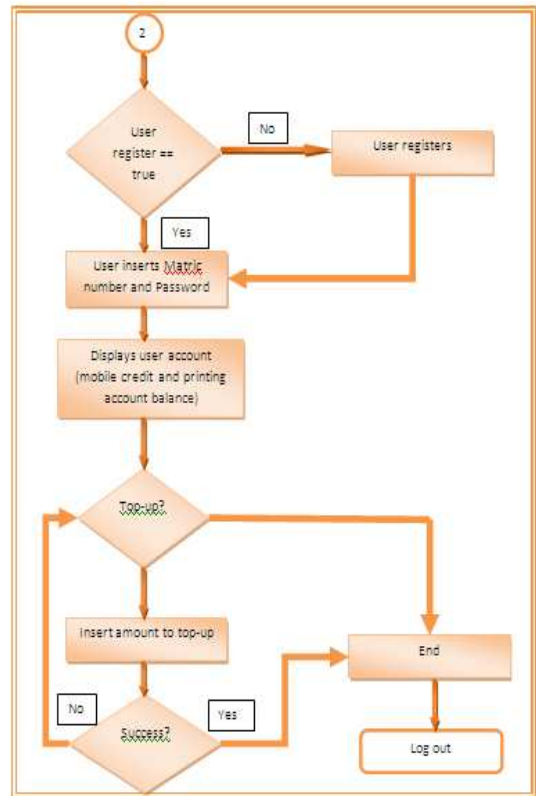 2
User
register ==
true
No
User registers
Yes
User inserts Matric
number and Password
Displays user account
(mobile credit and printing
account balance)
Top-up?
Insert amount to top-up
End
No
Success?
Yes
Log out